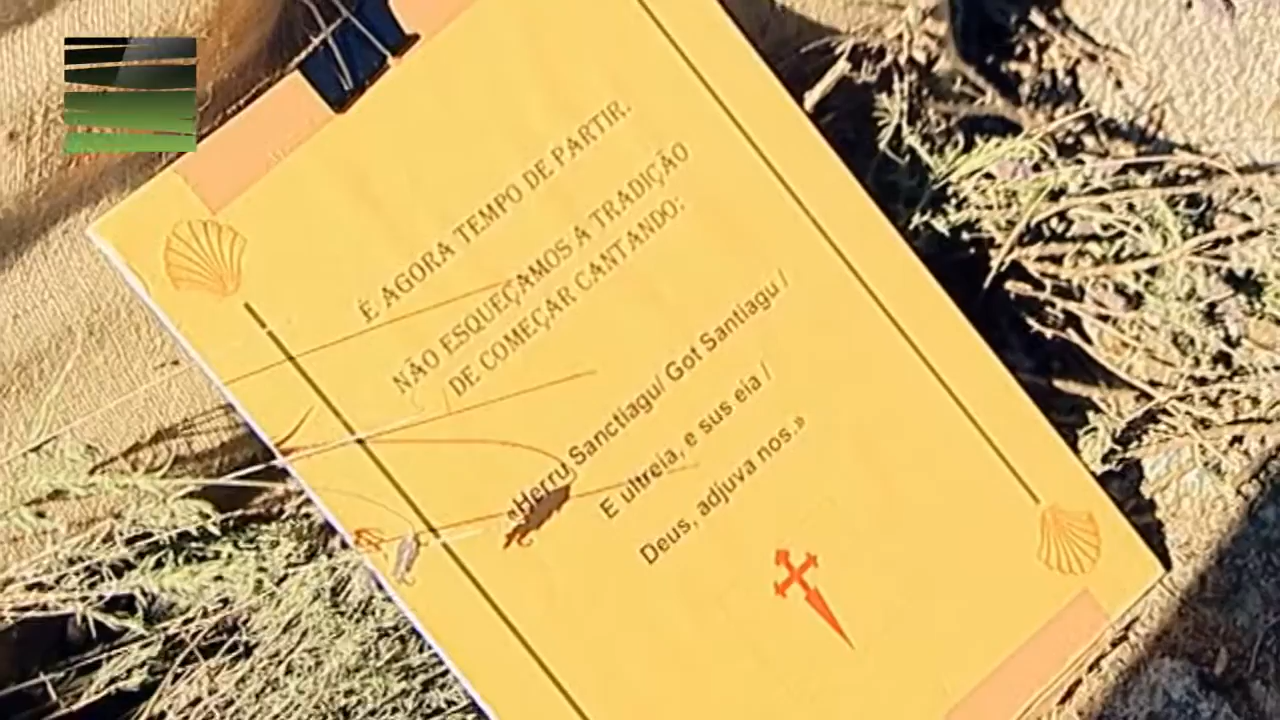 É AGORA TEMPO DE PARTIR.
NÃO ESQUEÇAMOS A TRADIÇÃO
DE COMEÇAR CANTANDO:
«Herru Sanctiagu/ Got Santiagu /
E ultreia, e sus eia /
Deus, adjuva nos.»